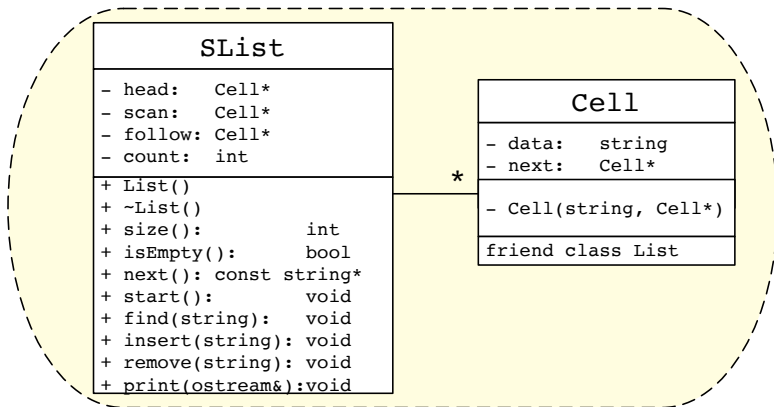 SList
- head:   Cell*
- scan:   Cell*
- follow: Cell*
- count:  int
+ List()
+ ~List()
+ size():         int
+ isEmpty():      bool
+ next(): const string*
+ start():        void
+ find(string):   void
+ insert(string): void
+ remove(string): void
+ print(ostream&):void
*
Cell
- data:   string
- next:   Cell*
- Cell(string, Cell*)
friend class List